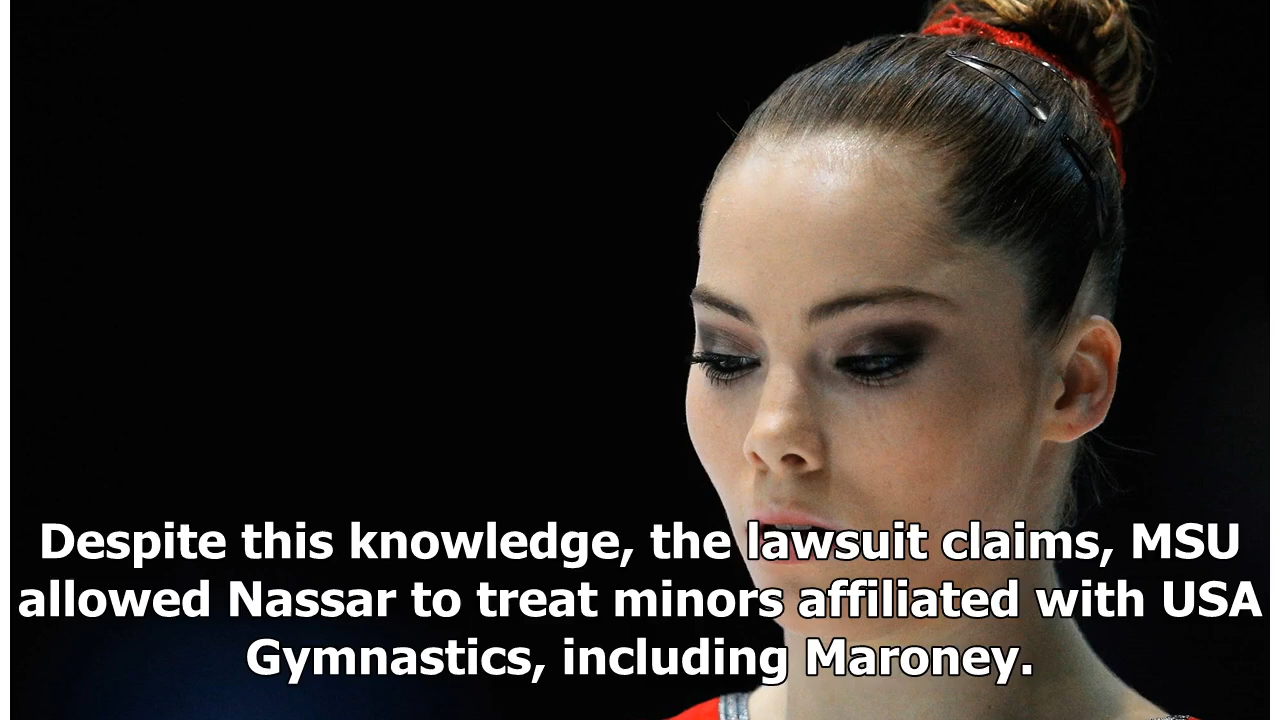 Despite this knowledge, the lawsuit claims, MSU
allowed Nassar to treat minors affiliated with USA
Gymnastics, including Maroney.